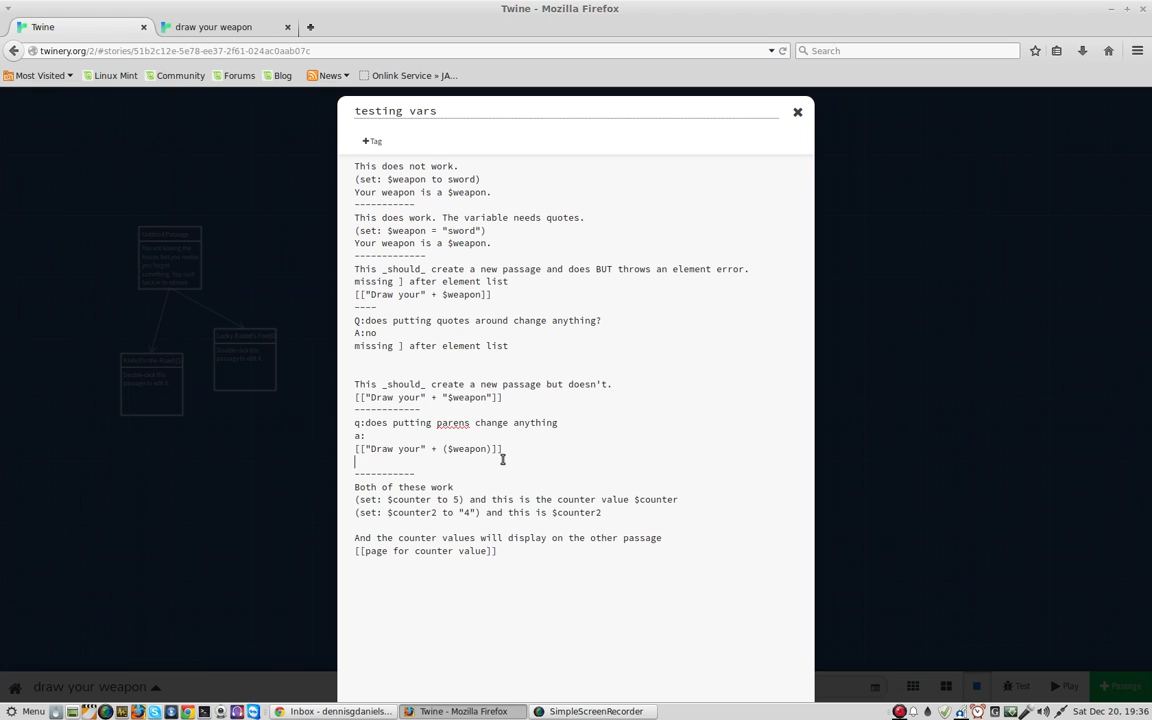 Twine - Mozilla Firefox
Twine
draw your weapon
twinery.org/2/#stories/51b2c12e-5e78-ee37-2f61-024ac0aab07c
Search
Most Visited
Linux Mint
Community
Forums
Blog
News
Onlink Service »JA...
testing vars
+Tag
This does not work.
(set: $weapon to sword)
Your weapon is a $weapon.
-----------
This does work. The variable needs quotes.
(set: $weapon = "sword")
Your weapon is a $weapon.
-------------
This _should_ create a new passage and does BUT throws an element error.
missing ] after element list
[["Draw your" + $weapon]]
----
Q:does putting quotes around change anything?
A:no
missing ] after element list
This _should_ create a new passage but doesn't.
[["Draw your" + "$weapon"]]
------------
q:does putting parens change anything
a:
[["Draw your" + ($weapon)]]
-----------
Both of these work
(set: $counter to 5) and this is the counter value $counter
(set: $counter2 to "4") and this is $counter2
And the counter values will display on the other passage
[[page for counter value]]
Untitled Passage
draw your weapon
Test
Play
+Passage
Menu
Inbox - dennisgdaniels...
Twine - Mozilla Firefox
SimpleScreenRecorder
Sat Dec 20, 19:36